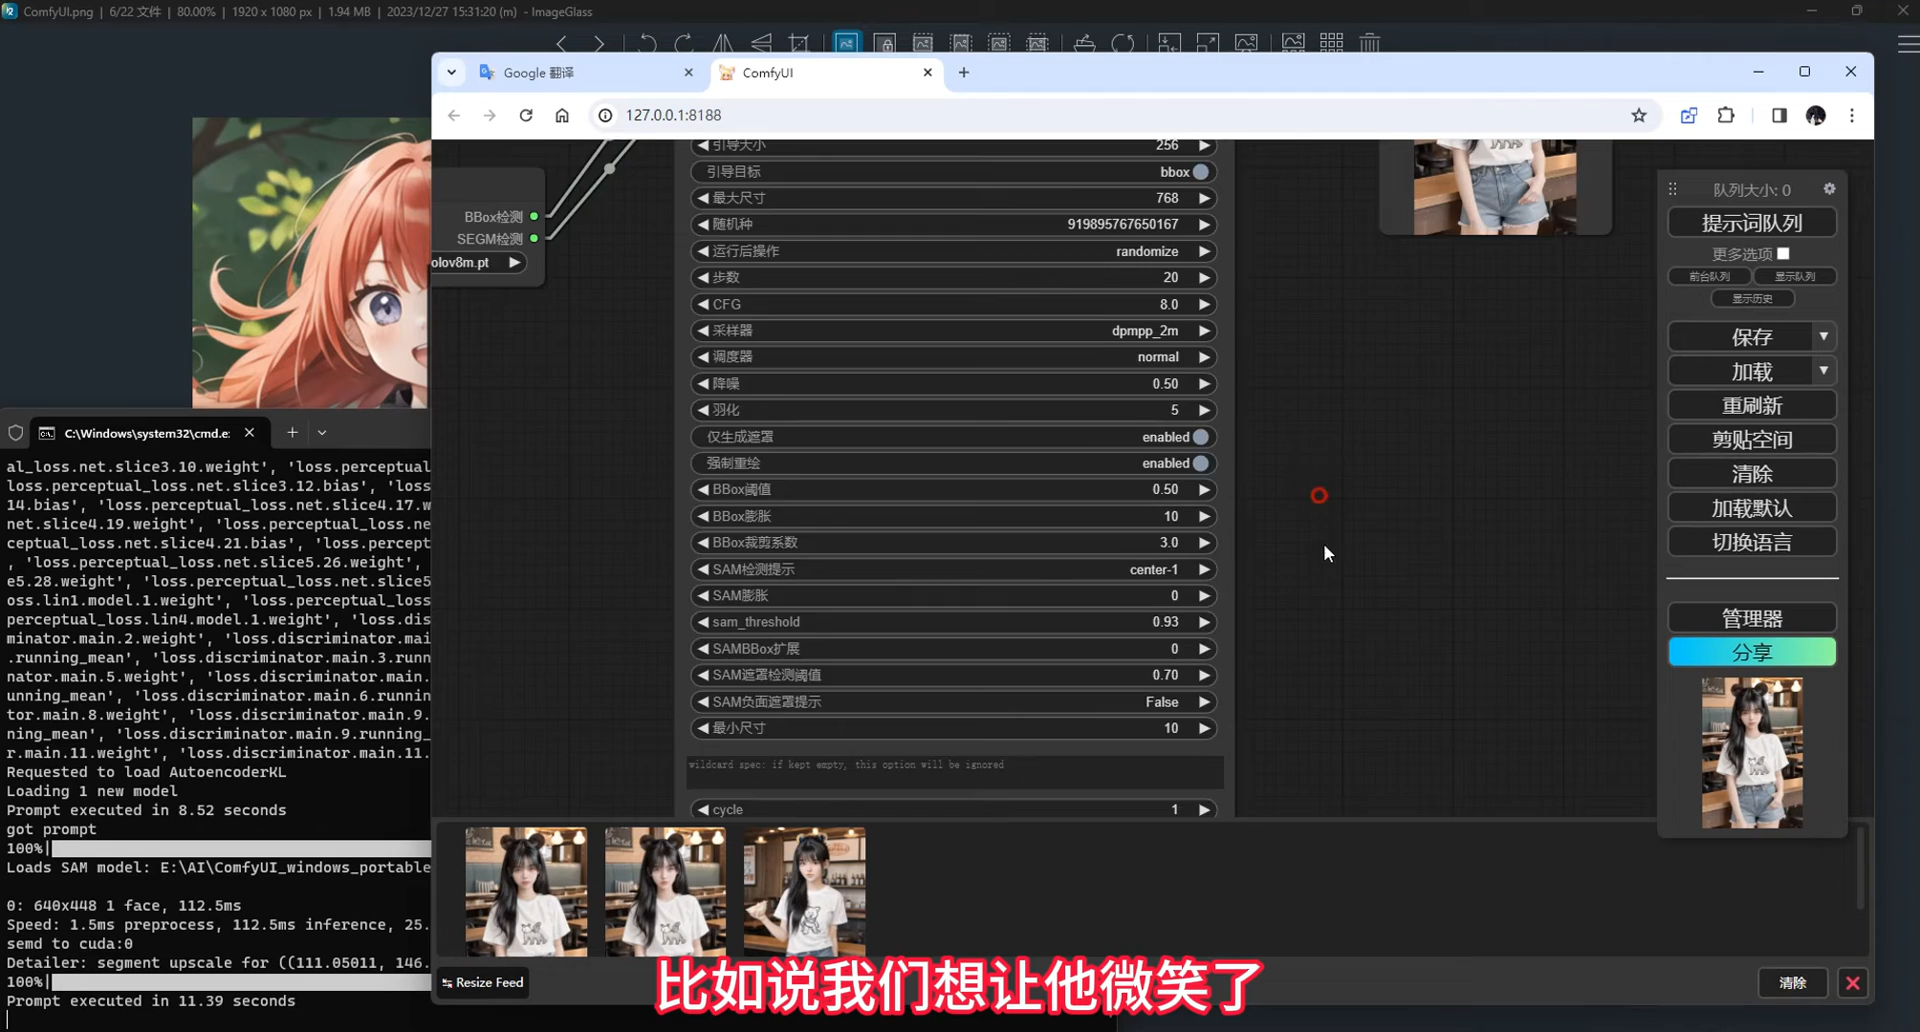 ComfyUI.png | 6/22 文件 | 80.00% | 1920 x 1080 px | 1.94 MB | 2023/12/27 15:31:20 (m) - ImageGlass
Google 翻译
ComfyUI
127.0.0.1:8188
BBox检测
SEGM检测
olov8m.pt
引导大小 256
引导目标 bbox
最大尺寸 768
随机种 919895767650167
运行后操作 randomize
步数 20
CFG 8.0
采样器 dpmpp_2m
调度器 normal
降噪 0.50
羽化 5
仅生成遮罩 enabled
强制重绘 enabled
BBox阈值 0.50
BBox膨胀 10
BBox裁剪系数 3.0
SAM检测提示 center-1
SAM膨胀 0
sam_threshold 0.93
SAMBBox扩展 0
SAM遮罩检测阈值 0.70
SAM负面遮罩提示 False
最小尺寸 10
wildcard spec: if kept empty, this option will be ignored
cycle 1
队列大小: 0
提示词队列
更多选项
前台队列 显示队列
显示历史
保存
加载
重刷新
剪贴空间
清除
加载默认
切换语言
管理器
分享
C:\Windows\system32\cmd.e:
al_loss.net.slice3.10.weight', 'loss.perceptual
loss.perceptual_loss.net.slice3.12.bias', 'loss
14.bias', 'loss.perceptual_loss.net.slice4.17.w
net.slice4.19.weight', 'loss.perceptual_loss.ne
ceptual_loss.net.slice4.21.bias', 'loss.percept
, 'loss.perceptual_loss.net.slice5.26.weight',
e5.28.weight', 'loss.perceptual_loss.net.slice5
oss.lin1.model.1.weight', 'loss.perceptual_loss
perceptual_loss.lin4.model.1.weight', 'loss.dis
minator.main.2.weight', 'loss.discriminator.mai
.running_mean', 'loss.discriminator.main.3.runn
nator.main.5.weight', 'loss.discriminator.main.
unning_mean', 'loss.discriminator.main.6.runnin
tor.main.8.weight', 'loss.discriminator.main.9.
ning_mean', 'loss.discriminator.main.9.running_
r.main.11.weight', 'loss.discriminator.main.11.
Requested to load AutoencoderKL
Loading 1 new model
Prompt executed in 8.52 seconds
got prompt
100%|
Loads SAM model: E:\AI\ComfyUI_windows_portable
0: 640x448 1 face, 112.5ms
Speed: 1.5ms preprocess, 112.5ms inference, 25.
semd to cuda:0
Detailer: segment upscale for ((111.05011, 146.
100%|
Prompt executed in 11.39 seconds
Resize Feed
清除
比如说我们想让他微笑了